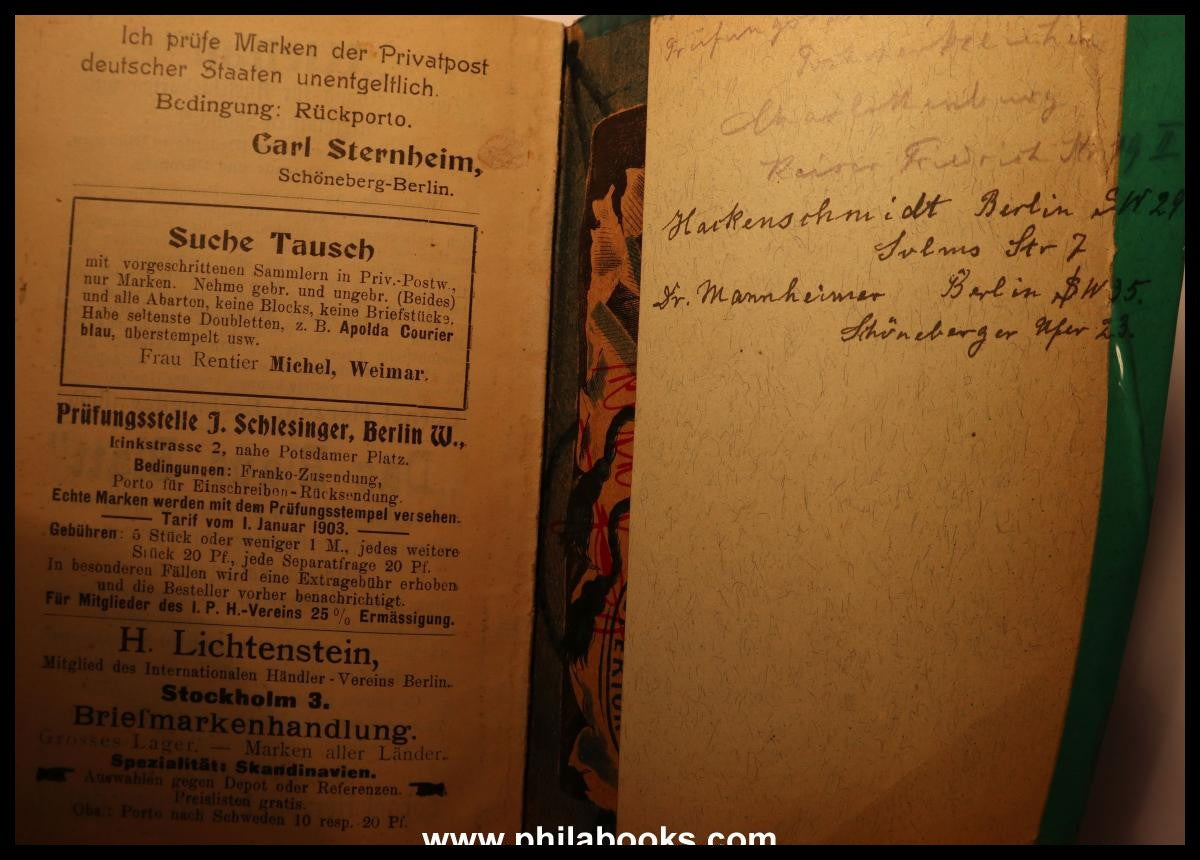 Ich prüfe Marken der Privatpost
deutscher Staaten unentgeltlich.
Bedingung: Rückporto.
Carl Sternheim,
Schöneberg-Berlin.
Suche Tausch
mit vorgeschrittenen Sammlern in Priv.-Postw.,
nur Marken. Nehme gebr. und ungebr. (Beides)
und alle Abarten, keine Blocks, keine Briefstücke.
Habe seltenste Doubletten, z. B. Apolda Courier
blau, überstempelt usw.
Frau Rentier Michel, Weimar.
Prüfungsstelle J. Schlesinger, Berlin W.,
Linkstrasse 2, nahe Potsdamer Platz.
Bedingungen: Franko-Zusendung,
Porto für Einschreiben-Rücksendung.
Echte Marken werden mit dem Prüfungsstempel versehen.
Tarif vom 1. Januar 1903.
Gebühren: 5 Stück oder weniger 1 M., jedes weitere
Stück 20 Pf., jede Separatfrage 20 Pf.
In besonderen Fällen wird eine Extragebühr erhoben
und die Besteller vorher benachrichtigt.
Für Mitglieder des I. P. H.-Vereins 25% Ermässigung.
H. Lichtenstein,
Mitglied des Internationalen Händler-Vereins Berlin.
Stockholm 3.
Briefmarkenhandlung.
Grosses Lager. — Marken aller Länder.
Spezialität: Skandinavien.
Auswahlen gegen Depot oder Referenzen.
Preislisten gratis.
Obs.: Porto nach Schweden 10 resp. 20 Pf.
Charlottenburg
Kaiser Friedrich Str. 19 II
Hackenschmidt Berlin SW 29
Solms Str 7
Dr. Mannheimer Berlin SW 35.
Schöneberger Ufer 23.
www.philabooks.com